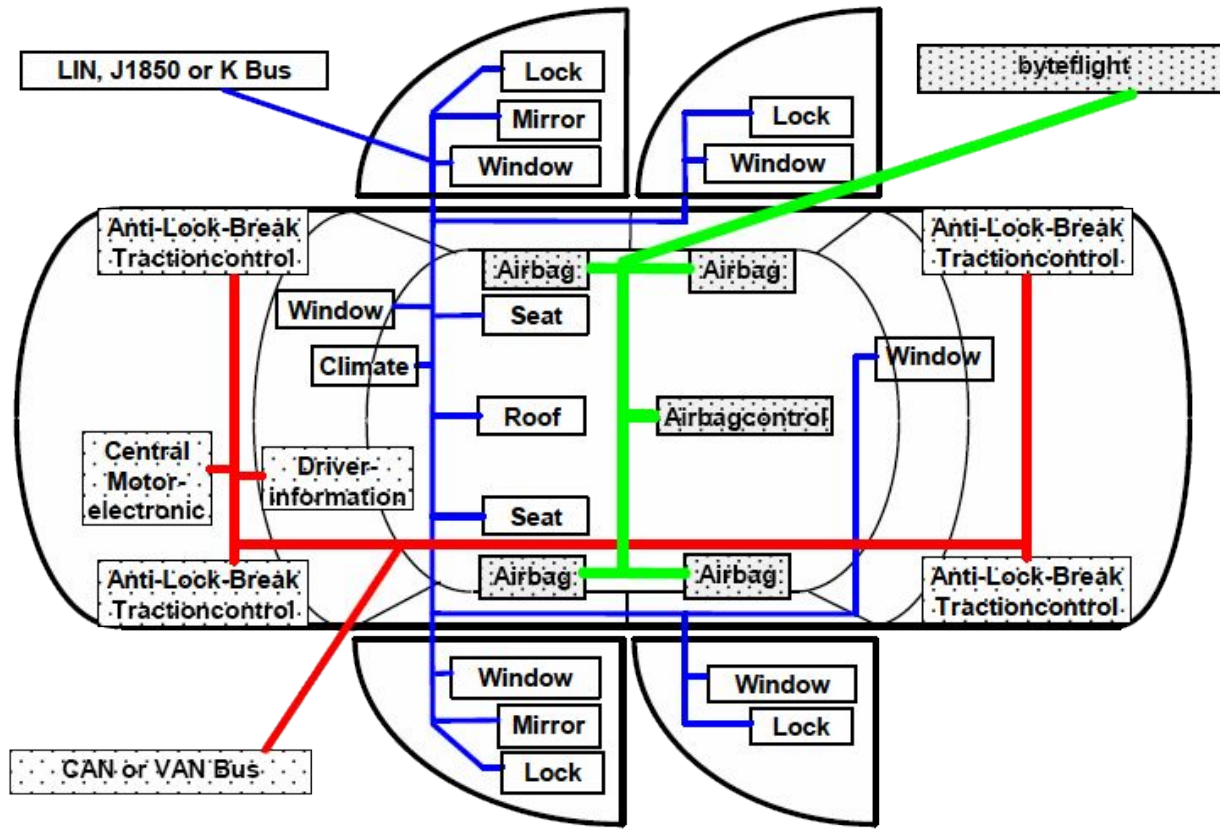 LIN, J1850 or K Bus
byteflight
Lock
Mirror
Window
Lock
Window
Anti-Lock-Break
Tractioncontrol
Anti-Lock-Break
Tractioncontrol
Airbag
Airbag
Window
Seat
Climate
Window
Roof
Airbagcontrol
Central
Motor-
electronic
Driver-
information
Seat
Anti-Lock-Break
Tractioncontrol
Airbag
Airbag
Anti-Lock-Break
Tractioncontrol
Window
Mirror
Lock
Window
Lock
CAN or VAN Bus